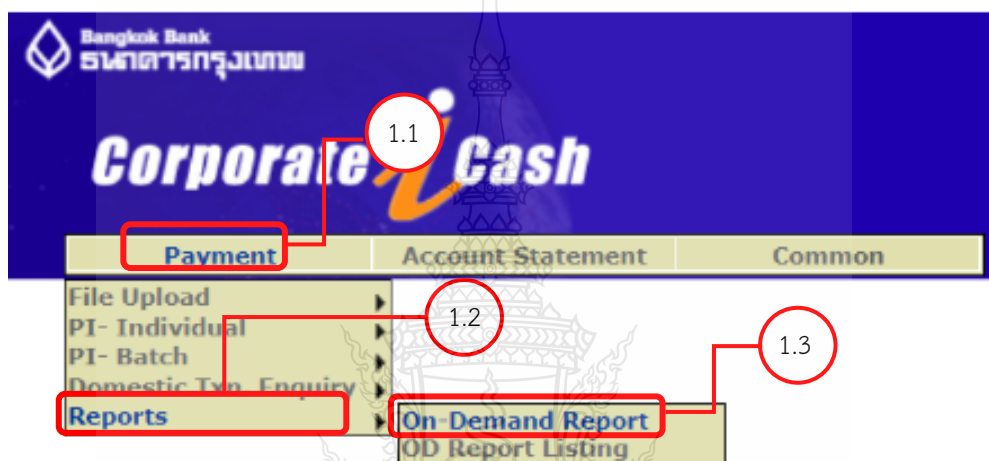 Bangkok Bank
ธนาคารกรุงเทพ
Corporate iCash
1.1
Payment Account Statement Common
File Upload
PI- Individual
1.2
PI- Batch
1.3
Domestic Txn. Enquiry
Reports
On-Demand Report
OD Report Listing